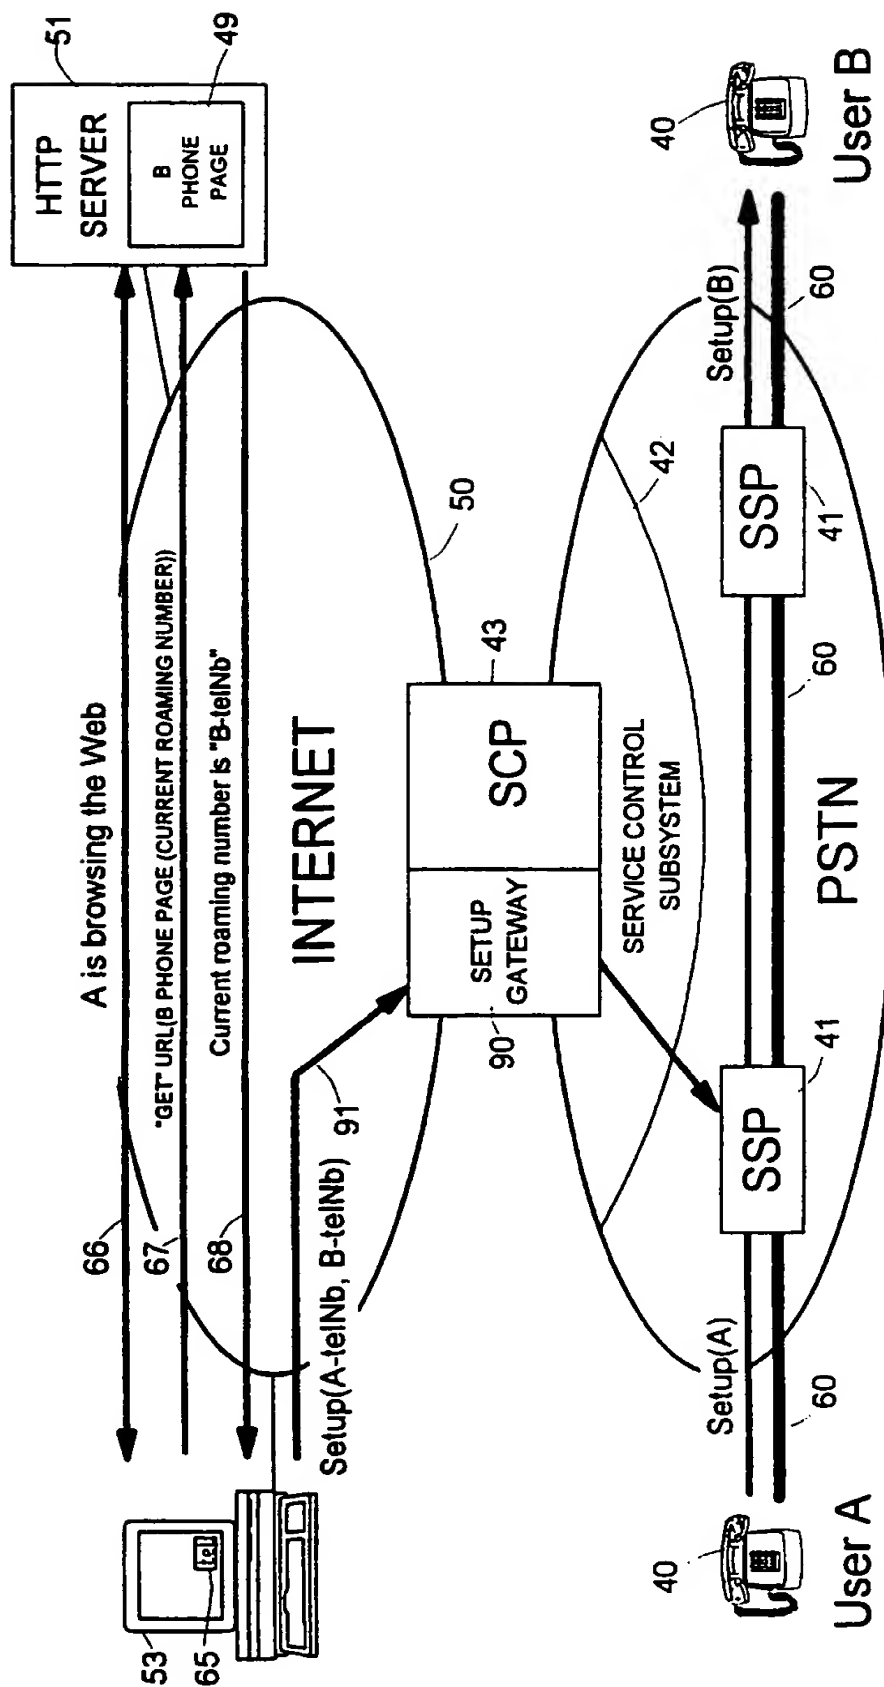 HTTP
SERVER
51
B
PHONE
PAGE
49
A is browsing the Web
66
"GET" URL(B PHONE PAGE (CURRENT ROAMING NUMBER))
67
Current roaming number is "B-telNb"
68
53
tel
65
INTERNET
50
91
Setup(A-telNb, B-telNb)
SETUP
GATEWAY
90
SCP
43
SERVICE CONTROL
SUBSYSTEM
42
Setup(A)
Setup(B)
40
SSP
41
SSP
41
40
60
60
60
User A
PSTN
User B